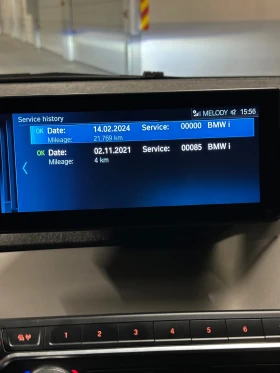 MELODY 15:56
Service history
OK Date: 14.02.2024 Service: 00000 BMW i
Mileage: 21.769 km
OK Date: 02.11.2021 Service: 00085 BMW i
Mileage: 4 km
1 2 3 4 5 6